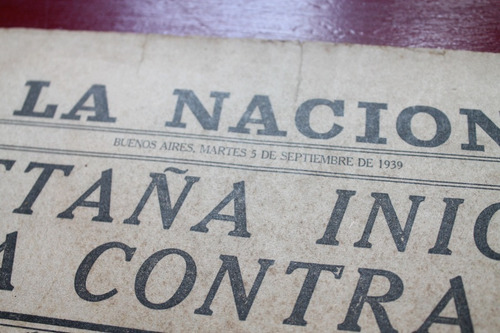 LA NACION
BUENOS AIRES, MARTES 5 DE SEPTIEMBRE DE 1939
TAÑA INIC
A CONTRA